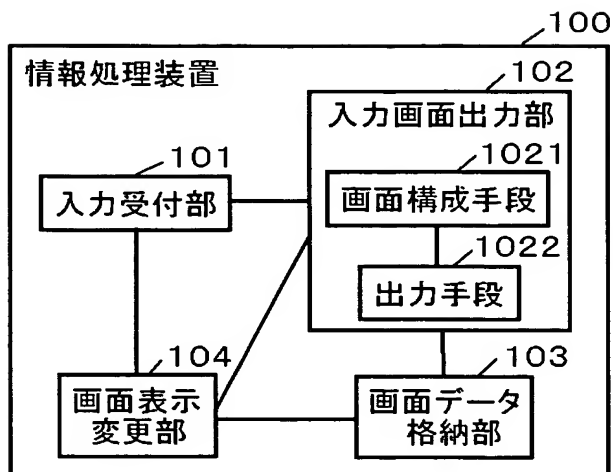 100
情報処理装置
102
入力画面出力部
101
入力受付部
1021
画面構成手段
1022
出力手段
104
画面表示
変更部
103
画面データ
格納部